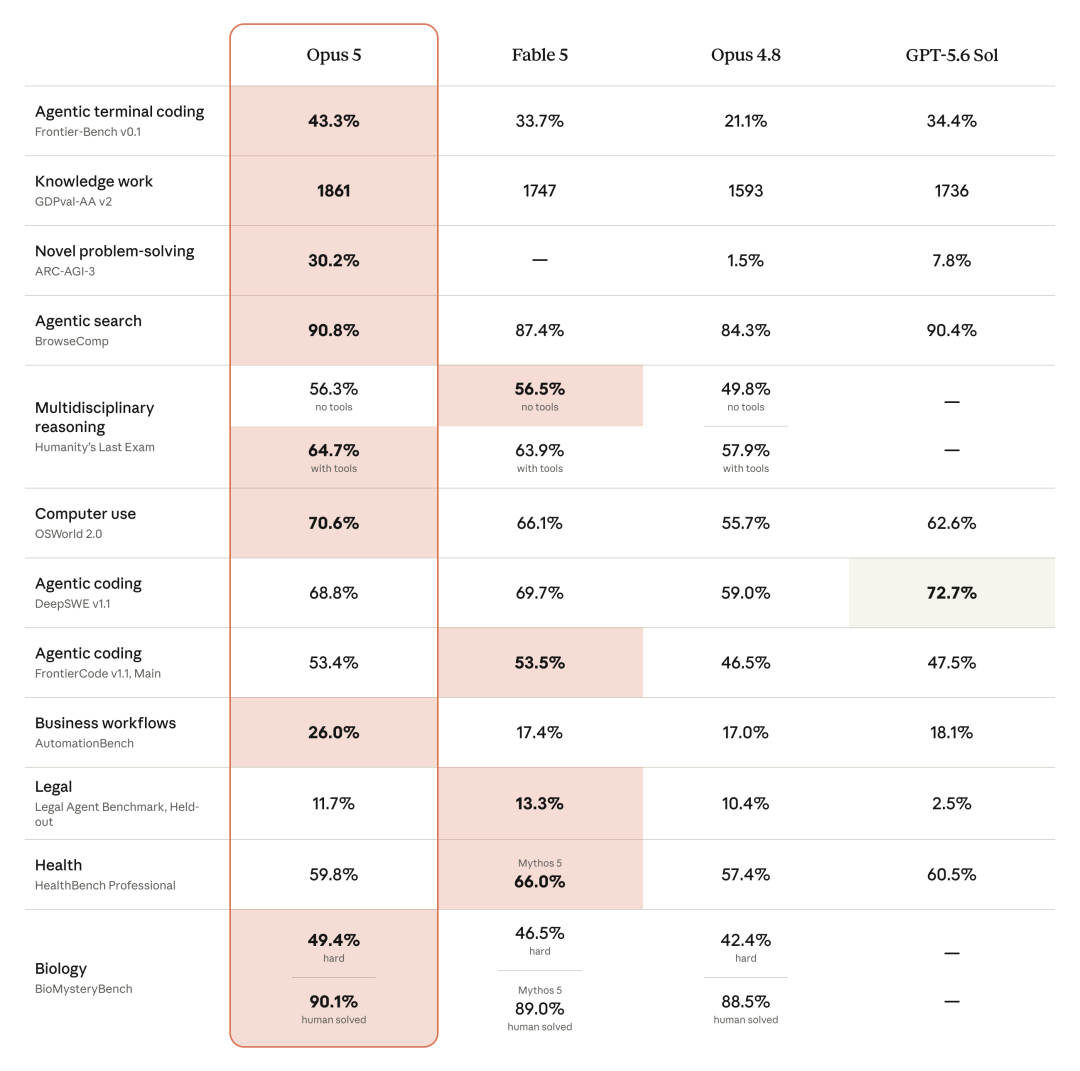 Opus 5 Fable 5 Opus 4.8 GPT-5.6 Sol
Agentic terminal coding
Frontier-Bench v0.1
43.3% 33.7% 21.1% 34.4%
Knowledge work
GDPval-AA v2
1861 1747 1593 1736
Novel problem-solving
ARC-AGI-3
30.2% — 1.5% 7.8%
Agentic search
BrowseComp
90.8% 87.4% 84.3% 90.4%
Multidisciplinary
reasoning
Humanity's Last Exam
56.3% 56.5% 49.8% —
no tools no tools no tools
64.7% 63.9% 57.9% —
with tools with tools with tools
Computer use
OSWorld 2.0
70.6% 66.1% 55.7% 62.6%
Agentic coding
DeepSWE v1.1
68.8% 69.7% 59.0% 72.7%
Agentic coding
FrontierCode v1.1, Main
53.4% 53.5% 46.5% 47.5%
Business workflows
AutomationBench
26.0% 17.4% 17.0% 18.1%
Legal
Legal Agent Benchmark, Held-
out
11.7% 13.3% 10.4% 2.5%
Health
HealthBench Professional
Mythos 5
59.8% 66.0% 57.4% 60.5%
Biology
BioMysteryBench
49.4% 46.5% 42.4% —
hard hard hard
Mythos 5
90.1% 89.0% 88.5% —
human solved human solved human solved